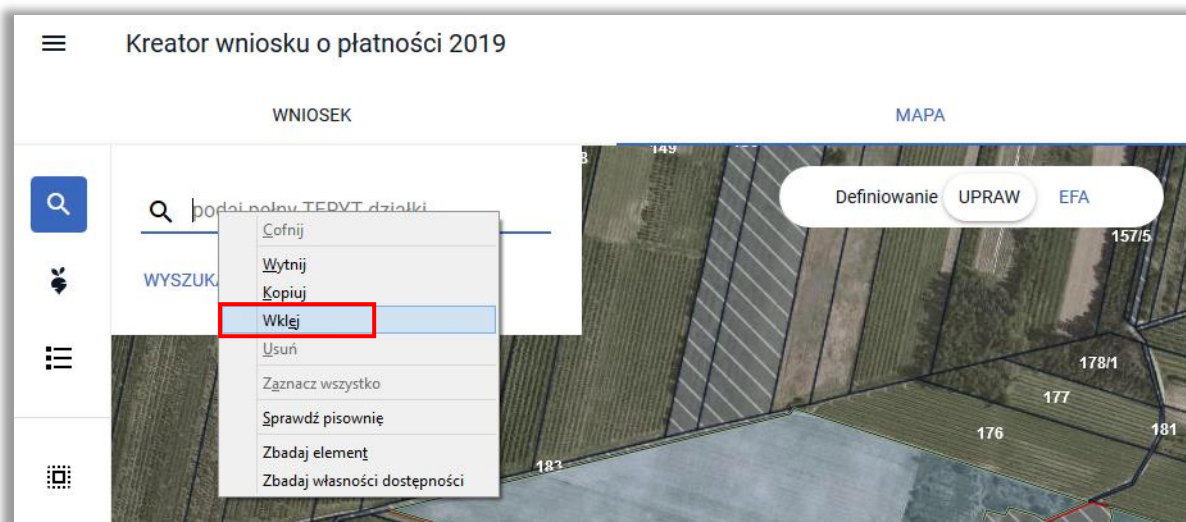 Kreator wniosku o płatności 2019
WNIOSEK
MAPA
podaj pełny TERYT działki
WYSZUK
Cofnij
Wytnij
Kopiuj
Wklej
Usuń
Zaznacz wszystko
Sprawdź pisownię
Zbadaj element
Zbadaj własności dostępności
Definiowanie UPRAW EFA
149
157/5
178/1
177
176
181
183